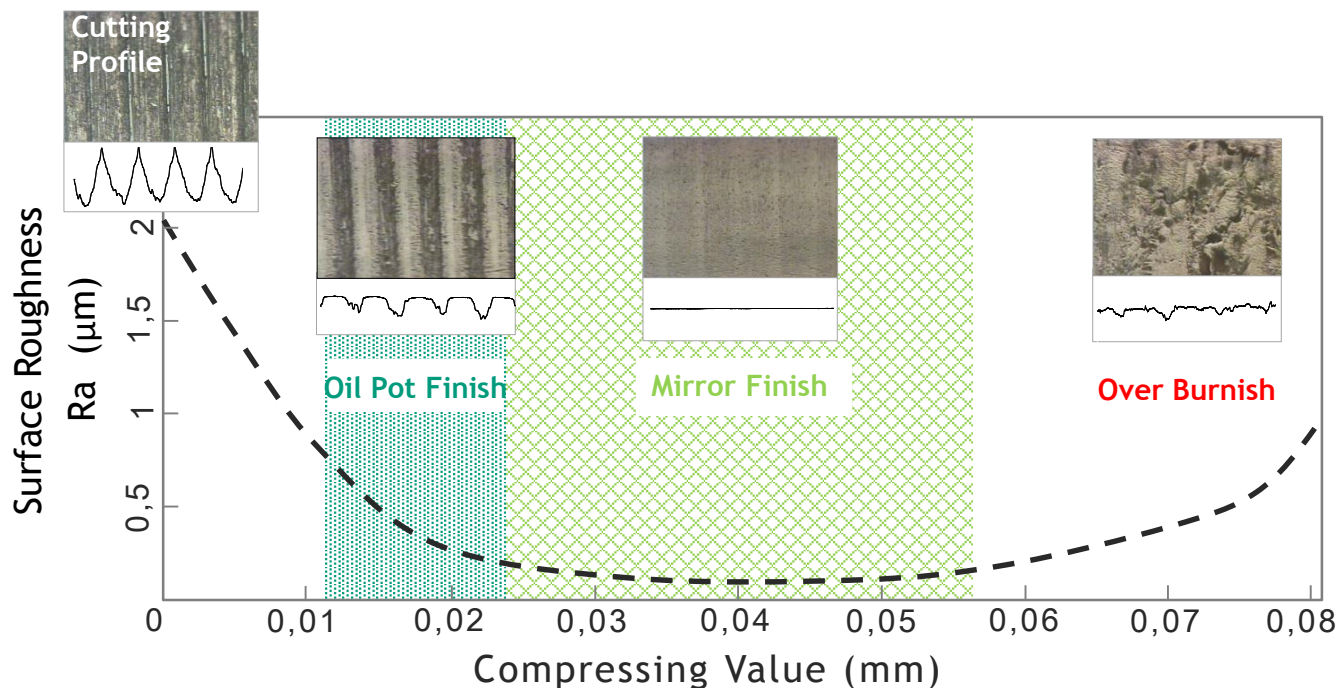 Cutting
Profile
Surface Roughness
Ra (μm)
2
1,5
1
0,5
Oil Pot Finish
Mirror Finish
Over Burnish
0
0,01
0,02
0,03
0,04
0,05
0,06
0,07
0,08
Compressing Value (mm)